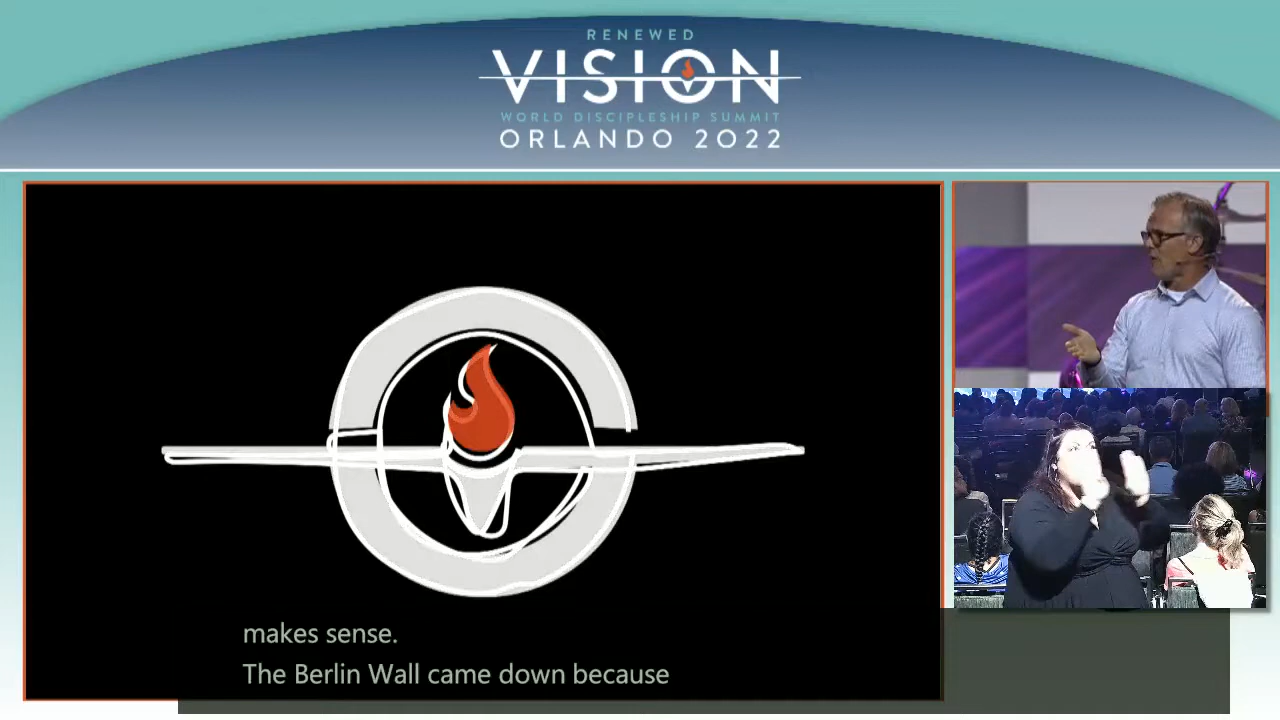 RENEWED
VISION
WORLD DISCIPLESHIP SUMMIT
ORLANDO 2022
makes sense.
The Berlin Wall came down because